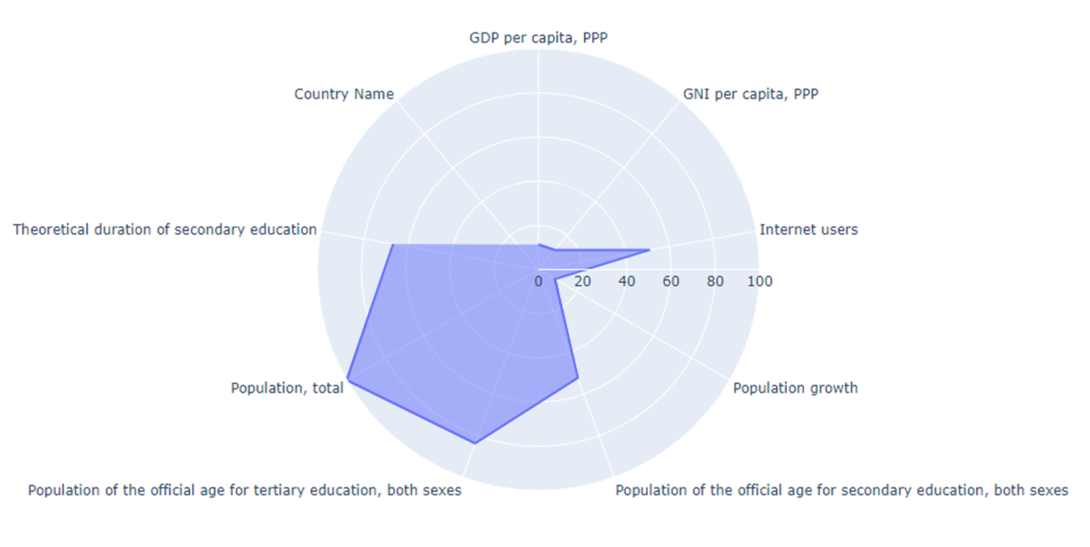 GDP per capita, PPP
Country Name
GNI per capita, PPP
Theoretical duration of secondary education
Internet users
0 20 40 60 80 100
Population, total
Population growth
Population of the official age for tertiary education, both sexes
Population of the official age for secondary education, both sexes